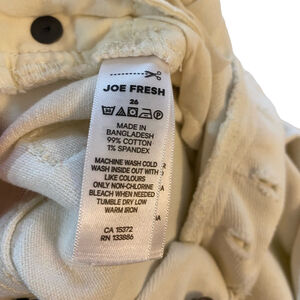 JOE FRESH
26
MADE IN
BANGLADESH
99% COTTON
1% SPANDEX
MACHINE WASH COLD
WASH INSIDE OUT WITH
LIKE COLOURS
ONLY NON-CHLORINE
BLEACH WHEN NEEDED
TUMBLE DRY LOW
WARM IRON
CA 15372
RN 133886